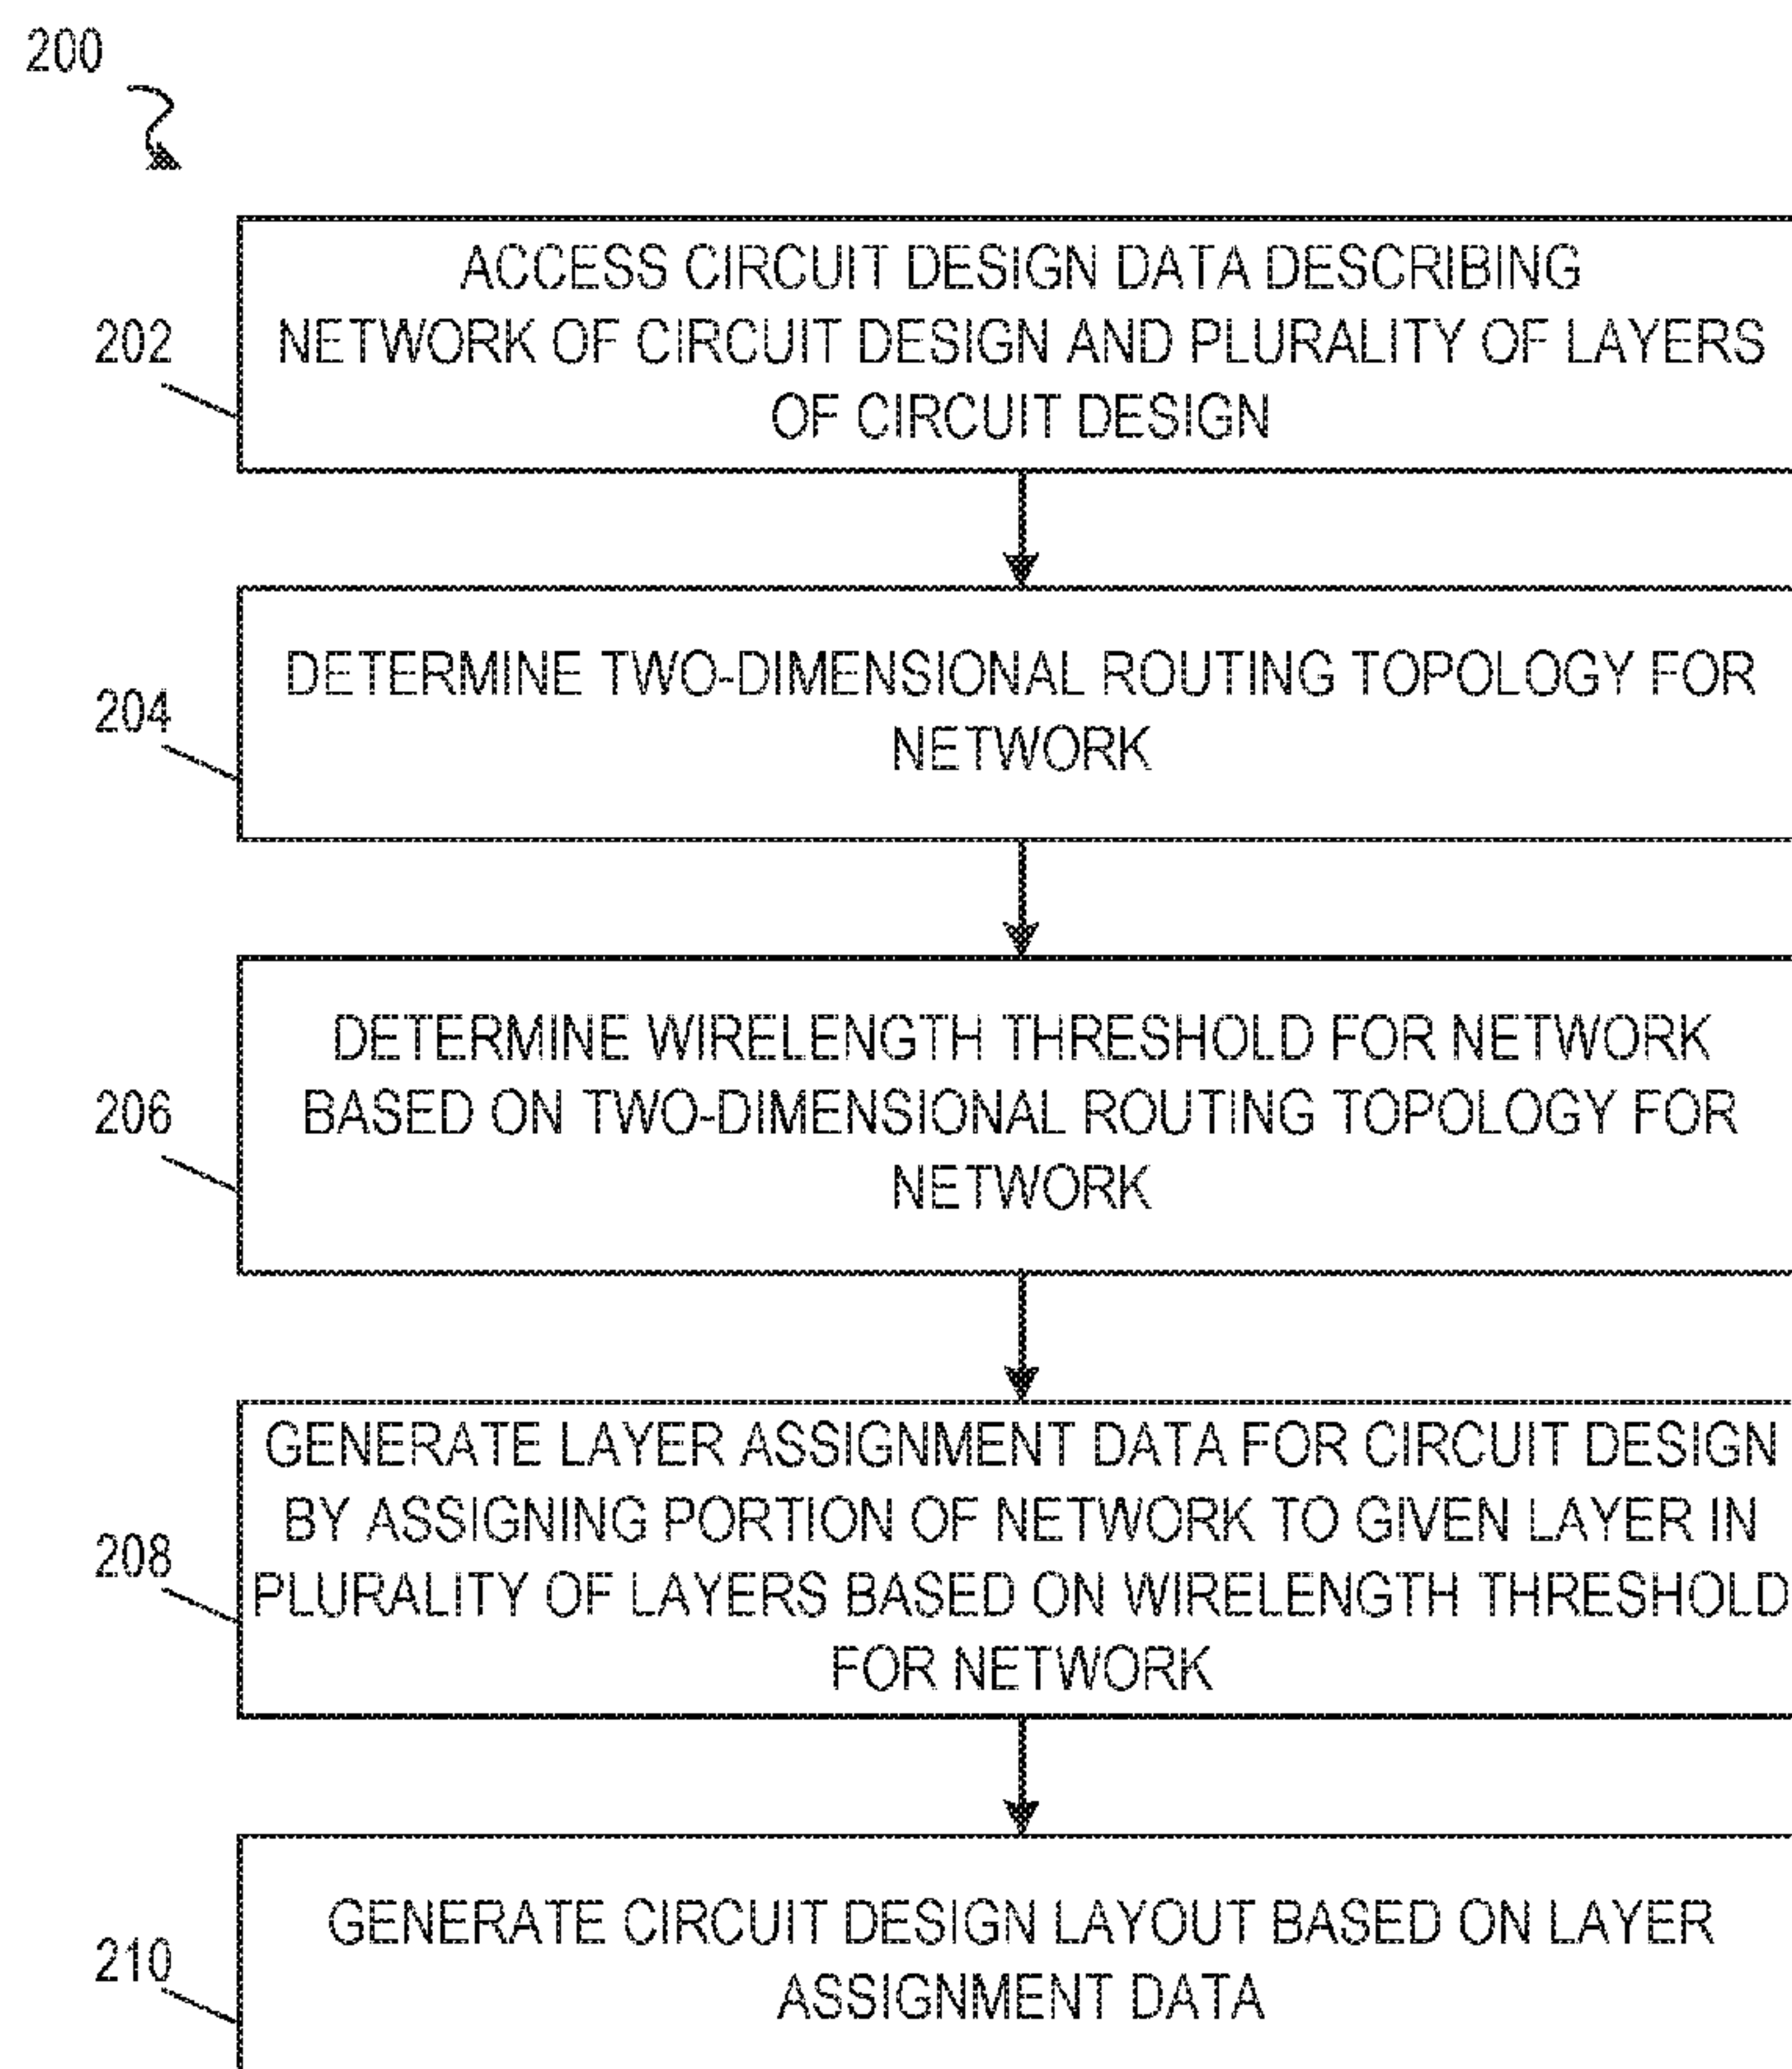 200
ACCESS CIRCUIT DESIGN DATA DESCRIBING
NETWORK OF CIRCUIT DESIGN AND PLURALITY OF LAYERS
OF CIRCUIT DESIGN
202
DETERMINE TWO-DIMENSIONAL ROUTING TOPOLOGY FOR
NETWORK
204
DETERMINE WIRELENGTH THRESHOLD FOR NETWORK
BASED ON TWO-DIMENSIONAL ROUTING TOPOLOGY FOR
NETWORK
206
GENERATE LAYER ASSIGNMENT DATA FOR CIRCUIT DESIGN
BY ASSIGNING PORTION OF NETWORK TO GIVEN LAYER IN
PLURALITY OF LAYERS BASED ON WIRELENGTH THRESHOLD
FOR NETWORK
208
GENERATE CIRCUIT DESIGN LAYOUT BASED ON LAYER
ASSIGNMENT DATA
210